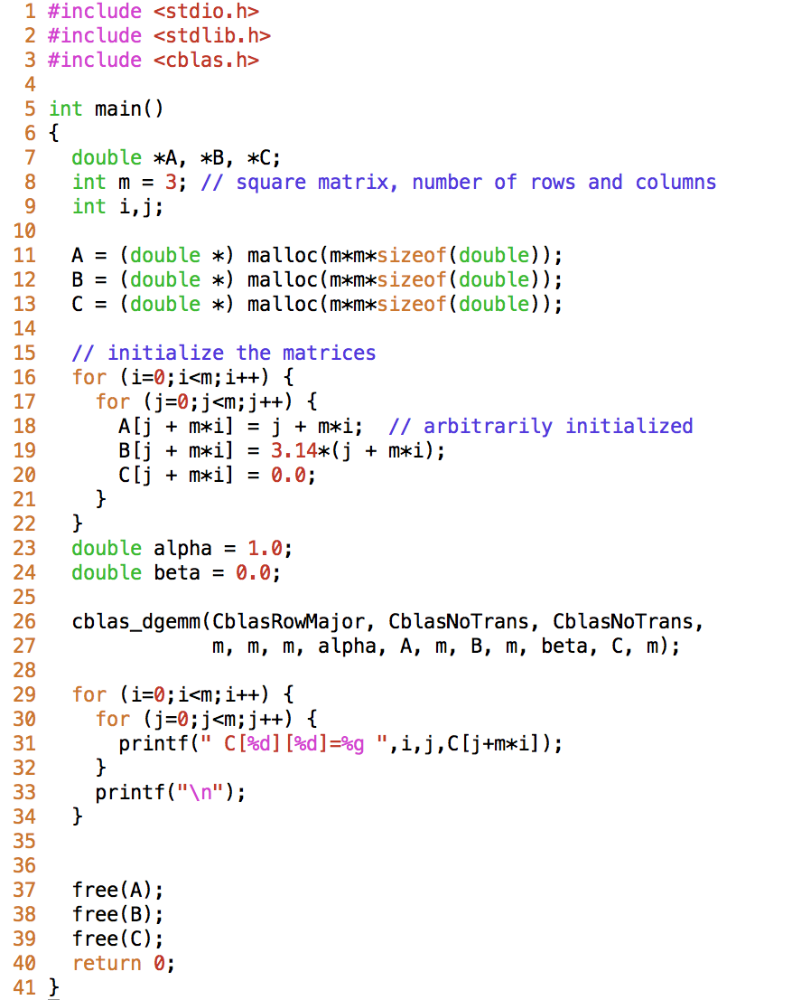 1 #include <stdio.h>
2 #include <stdlib.h>
3 #include <cblas.h>
4
5 int main()
6 {
7   double *A, *B, *C;
8   int m = 3; // square matrix, number of rows and columns
9   int i,j;
10
11   A = (double *) malloc(m*m*sizeof(double));
12   B = (double *) malloc(m*m*sizeof(double));
13   C = (double *) malloc(m*m*sizeof(double));
14
15   // initialize the matrices
16   for (i=0;i<m;i++) {
17     for (j=0;j<m;j++) {
18       A[j + m*i] = j + m*i;  // arbitrarily initialized
19       B[j + m*i] = 3.14*(j + m*i);
20       C[j + m*i] = 0.0;
21     }
22   }
23   double alpha = 1.0;
24   double beta = 0.0;
25
26   cblas_dgemm(CblasRowMajor, CblasNoTrans, CblasNoTrans,
27               m, m, m, alpha, A, m, B, m, beta, C, m);
28
29   for (i=0;i<m;i++) {
30     for (j=0;j<m;j++) {
31       printf(" C[%d][%d]=%g ",i,j,C[j+m*i]);
32     }
33     printf("\n");
34   }
35
36
37   free(A);
38   free(B);
39   free(C);
40   return 0;
41 }